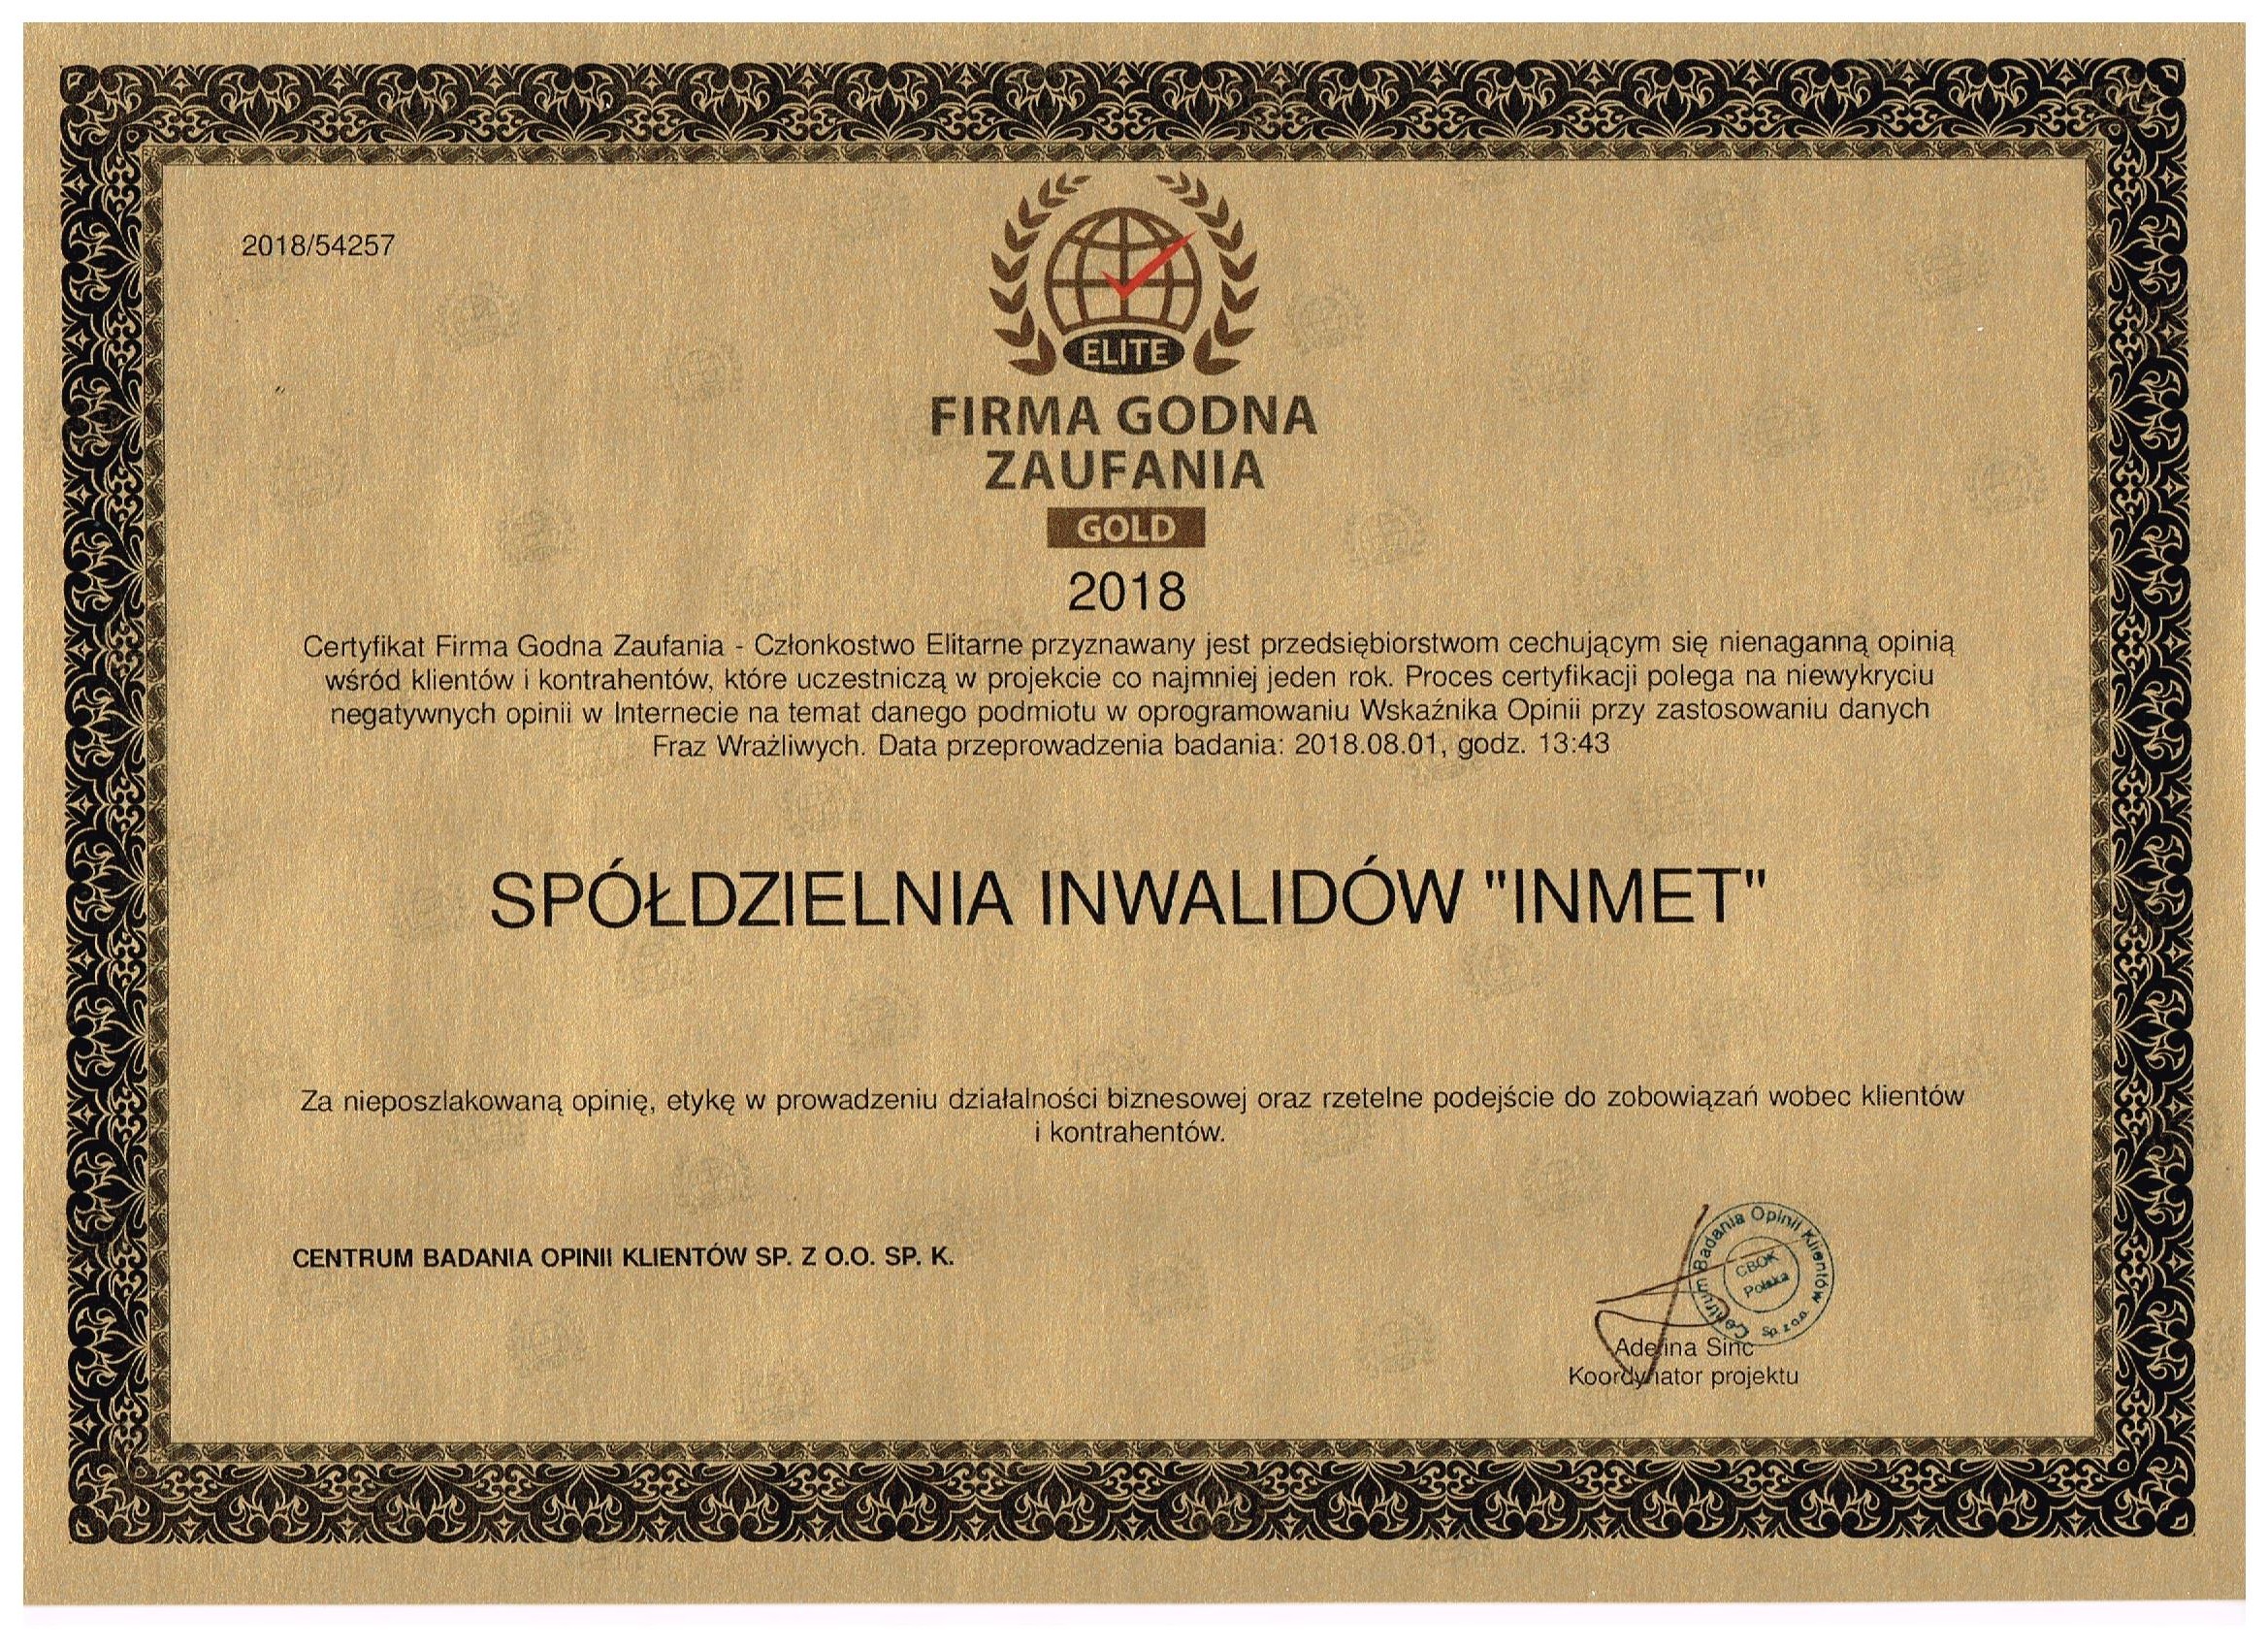 2018/54257
ELITE
FIRMA GODNA
ZAUFANIA
GOLD
2018
Certyfikat Firma Godna Zaufania - Członkostwo Elitarne przyznawany jest przedsiębiorstwom cechującym się nienaganną opinią
wśród klientów i kontrahentów, które uczestniczą w projekcie co najmniej jeden rok. Proces certyfikacji polega na niewykryciu
negatywnych opinii w Internecie na temat danego podmiotu w oprogramowaniu Wskaźnika Opinii przy zastosowaniu danych
Fraz Wrażliwych. Data przeprowadzenia badania: 2018.08.01, godz. 13:43
SPÓŁDZIELNIA INWALIDÓW "INMET"
Za nieposzlakowaną opinię, etykę w prowadzeniu działalności biznesowej oraz rzetelne podejście do zobowiązań wobec klientów
i kontrahentów.
CENTRUM BADANIA OPINII KLIENTÓW SP. Z O.O. SP. K.
Centrum Badania Opinii Klientów
Sp. z o.o.
CBOK
Polska
Adelina Sinc
Koordynator projektu